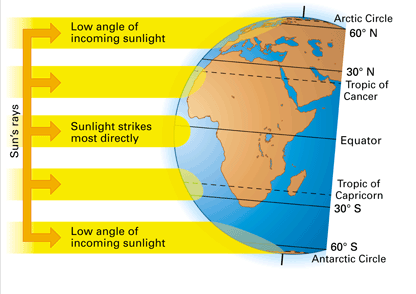 Low angle of
incoming sunlight
Arctic Circle
60° N
30° N
Tropic of
Cancer
Sun's rays
Sunlight strikes
most directly
Equator
Tropic of
Capricorn
30° S
Low angle of
incoming sunlight
60° S
Antarctic Circle